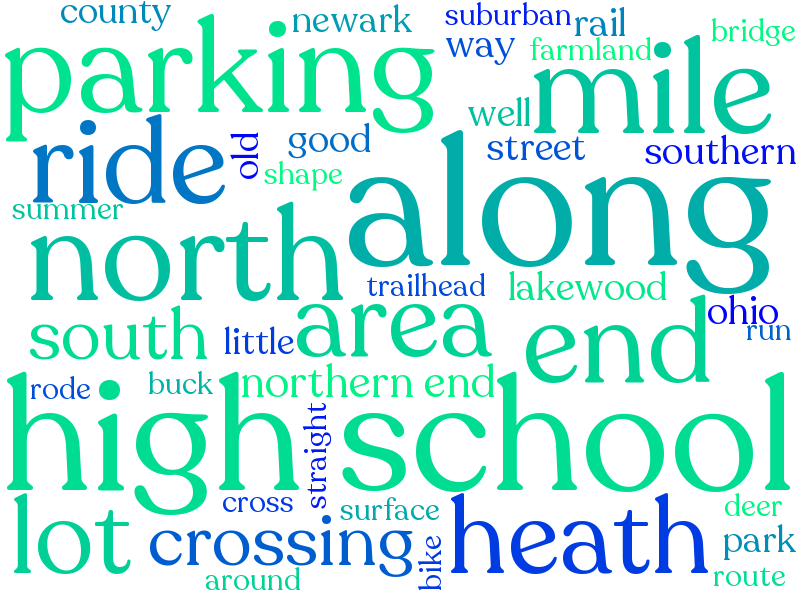 county
newark
suburban
rail
way
farmland
bridge
parking
mile
well
ride
old
good
shape
street
southern
summer
along
north
trailhead
lakewood
ohio
run
south
little
area
end
rode
buck
northern end
high school
straight
lot
cross
surface
crossing
heath
deer
park
bike
around
route